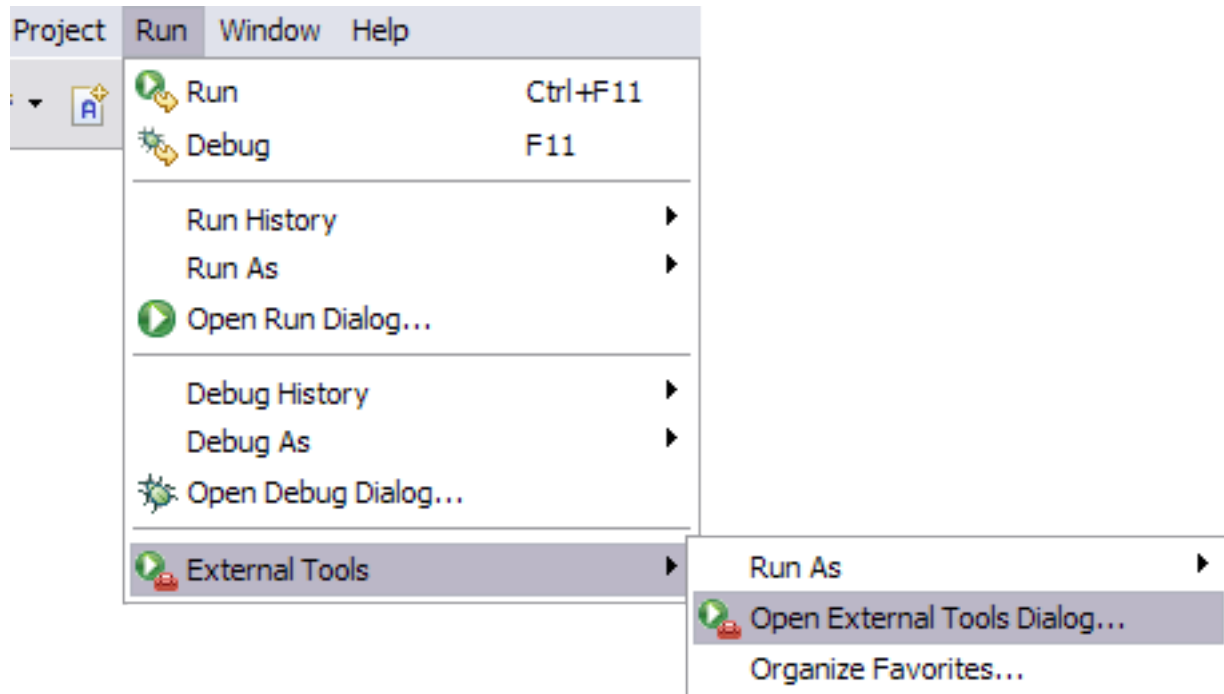 Project Run Window Help
A
Run Ctrl+F11
Debug F11
Run History
Run As
Open Run Dialog...
Debug History
Debug As
Open Debug Dialog...
External Tools
Run As
Open External Tools Dialog...
Organize Favorites...